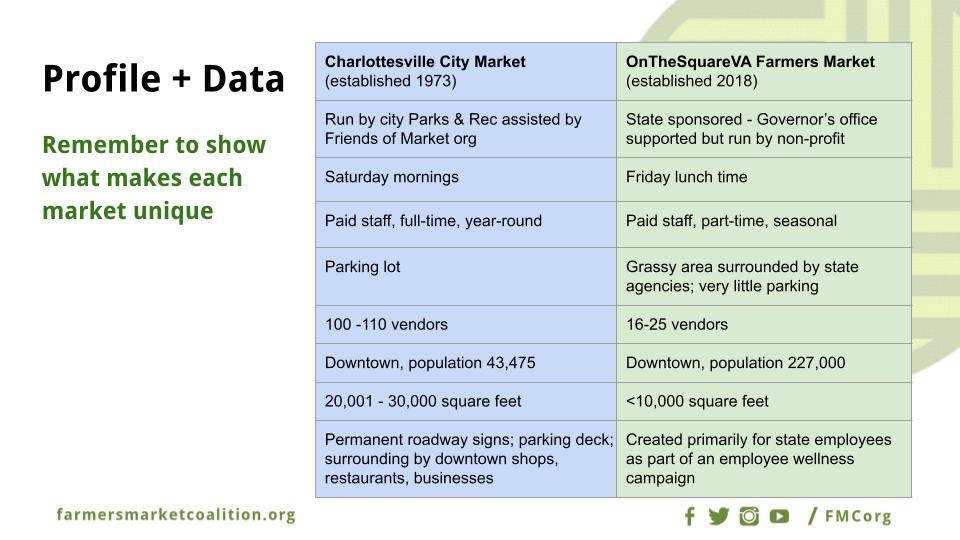 Profile + Data
Remember to show
what makes each
market unique
Charlottesville City Market
(established 1973)
OnTheSquareVA Farmers Market
(established 2018)
Run by city Parks & Rec assisted by
Friends of Market org
State sponsored - Governor's office
supported but run by non-profit
Saturday mornings
Friday lunch time
Paid staff, full-time, year-round
Paid staff, part-time, seasonal
Parking lot
Grassy area surrounded by state
agencies; very little parking
100 -110 vendors
16-25 vendors
Downtown, population 43,475
Downtown, population 227,000
20,001 - 30,000 square feet
<10,000 square feet
Permanent roadway signs; parking deck;
surrounding by downtown shops,
restaurants, businesses
Created primarily for state employees
as part of an employee wellness
campaign
farmersmarketcoalition.org
/ FMCorg